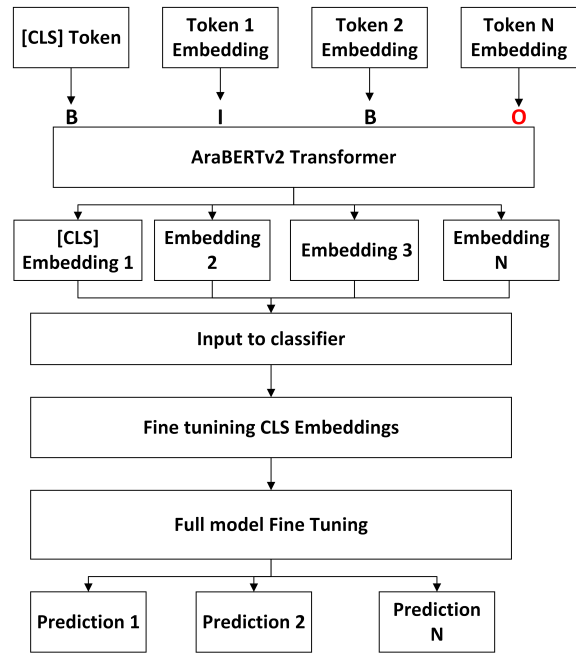 [CLS] Token
Token 1
Embedding
Token 2
Embedding
Token N
Embedding
B
I
B
O
AraBERTv2 Transformer
[CLS]
Embedding 1
Embedding
2
Embedding 3
Embedding
N
Input to classifier
Fine tunining CLS Embeddings
Full model Fine Tuning
Prediction 1
Prediction 2
Prediction
N